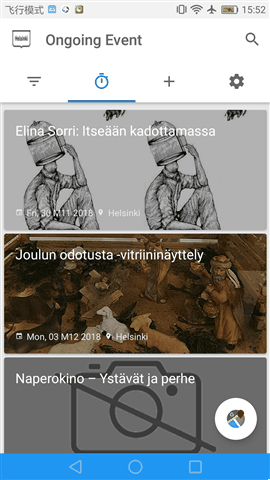 飞行模式 15:52
Helsinki Ongoing Event
Elina Sorri: Itseään kadottamassa
Fri, 30 M11 2018 Helsinki
Joulun odotusta -vitriininäyttely
Mon, 03 M12 2018 Helsinki
Naperokino – Ystävät ja perhe